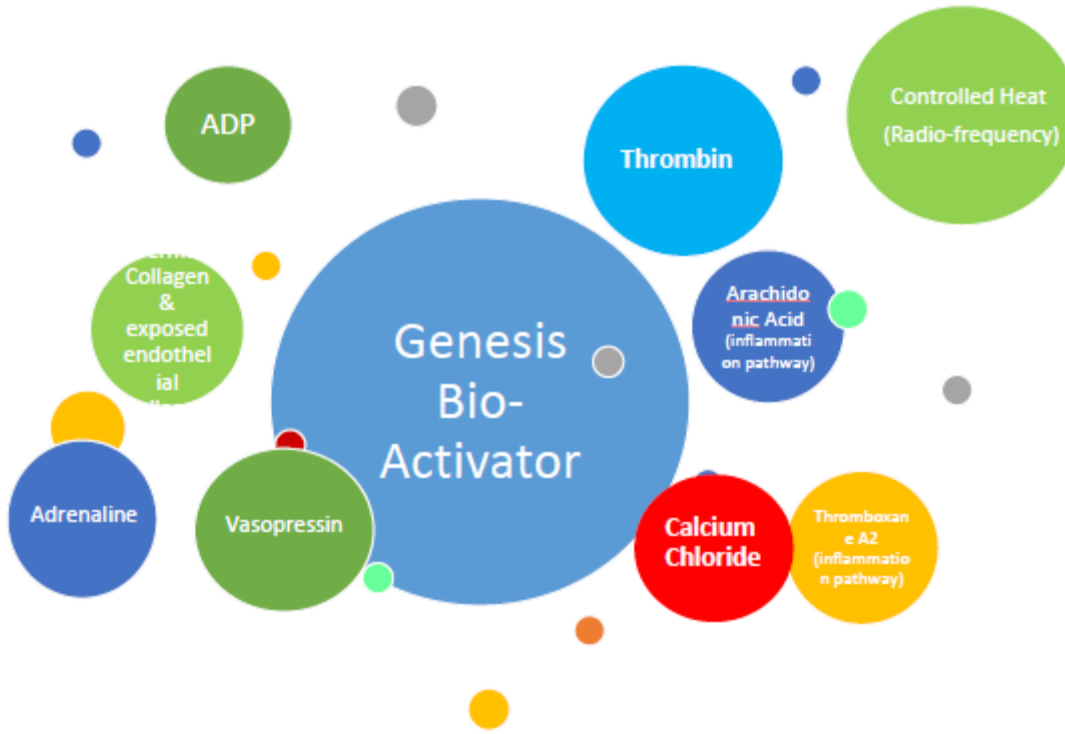 ADP
Thrombin
Controlled Heat
(Radio-frequency)
Collagen
&
exposed
endothel
ial
Genesis
Bio-
Activator
Arachido
nic Acid
(inflammati
on pathway)
Adrenaline
Vasopressin
Calcium
Chloride
Thromboxan
e A2
(inflammatio
n pathway)